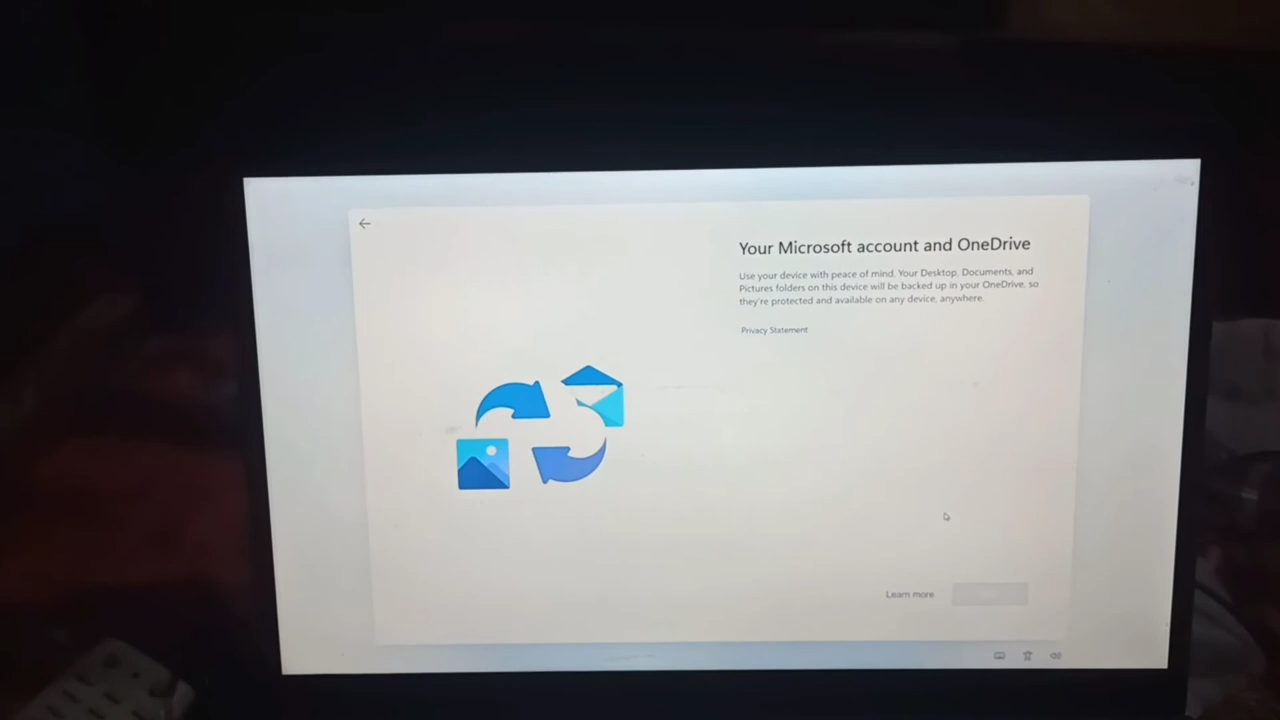 Your Microsoft account and OneDrive
Use your device with peace of mind. Your Desktop, Documents, and
Pictures folders on this device will be backed up in your OneDrive, so
they're protected and available on any device, anywhere.
Privacy Statement
Learn more